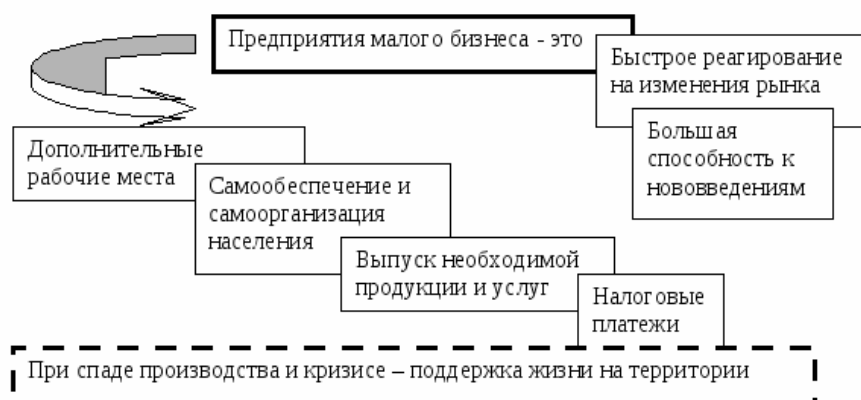 Предприятия малого бизнеса - это
Быстрое реагирование
на изменения рынка
Большая
способность к
нововведениям
Дополнительные
рабочие места
Самообеспечение и
самоорганизация
населения
Выпуск необходимой
продукции и услуг
Налоговые
платежи
При спаде производства и кризисе – поддержка жизни на территории